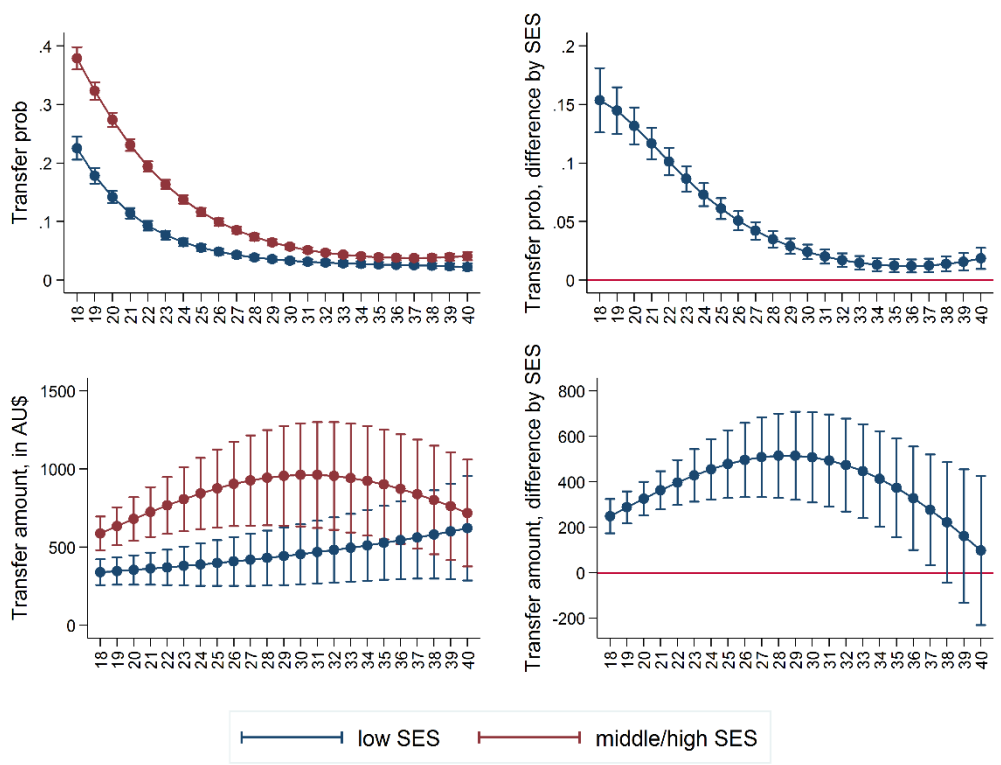 Transfer prob
.4
.3
.2
.1
0
18 19 20 21 22 23 24 25 26 27 28 29 30 31 32 33 34 35 36 37 38 39 40
Transfer prob, difference by SES
.2
.15
.1
.05
0
18 19 20 21 22 23 24 25 26 27 28 29 30 31 32 33 34 35 36 37 38 39 40
Transfer amount, in AU$
1500
1000
500
0
18 19 20 21 22 23 24 25 26 27 28 29 30 31 32 33 34 35 36 37 38 39 40
Transfer amount, difference by SES
800
600
400
200
0
-200
18 19 20 21 22 23 24 25 26 27 28 29 30 31 32 33 34 35 36 37 38 39 40
low SES middle/high SES